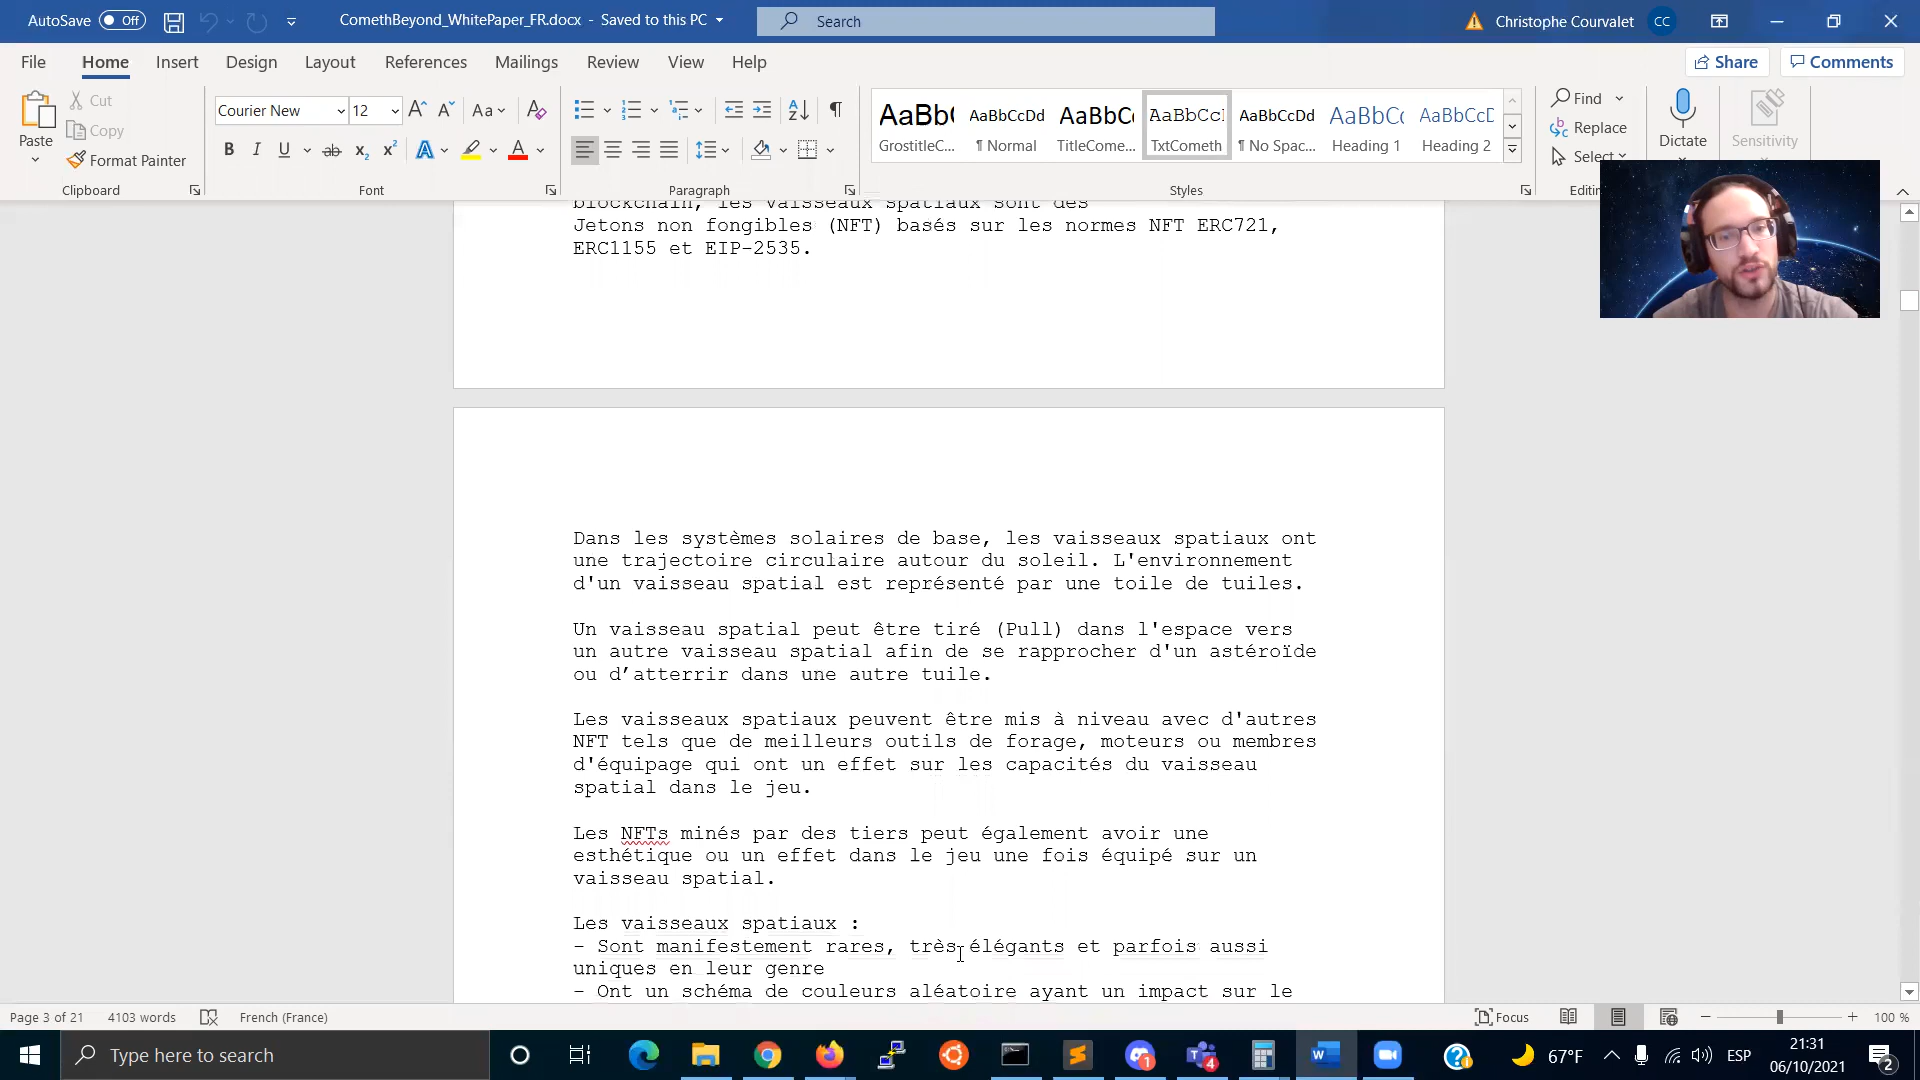 AutoSave Off ComethBeyond_WhitePaper_FR.docx - Saved to this PC Search Christophe Courvalet CC
File Home Insert Design Layout References Mailings Review View Help Share Comments
Paste Cut Copy Format Painter
Clipboard
Courier New 12
Font
Paragraph
AaBb( AaBbCcDd AaBbC( AaBbCc] AaBbCcDd AaBbC( AaBbCcD
GrostitleC... ¶ Normal TitleCome... TxtCometh ¶ No Spac... Heading 1 Heading 2
Styles
Find
Replace
Select
Dictate
Sensitivity
blockchain, les vaisseaux spatiaux sont des
Jetons non fongibles (NFT) basés sur les normes NFT ERC721,
ERC1155 et EIP-2535.
Dans les systèmes solaires de base, les vaisseaux spatiaux ont
une trajectoire circulaire autour du soleil. L'environnement
d'un vaisseau spatial est représenté par une toile de tuiles.
Un vaisseau spatial peut être tiré (Pull) dans l'espace vers
un autre vaisseau spatial afin de se rapprocher d'un astéroïde
ou d’atterrir dans une autre tuile.
Les vaisseaux spatiaux peuvent être mis à niveau avec d'autres
NFT tels que de meilleurs outils de forage, moteurs ou membres
d'équipage qui ont un effet sur les capacités du vaisseau
spatial dans le jeu.
Les NFTs minés par des tiers peut également avoir une
esthétique ou un effet dans le jeu une fois équipé sur un
vaisseau spatial.
Les vaisseaux spatiaux :
- Sont manifestement rares, très élégants et parfois aussi
uniques en leur genre
- Ont un schéma de couleurs aléatoire ayant un impact sur le
Page 3 of 21 4103 words French (France) Focus 100 %
Type here to search 67°F ESP 21:31
06/10/2021